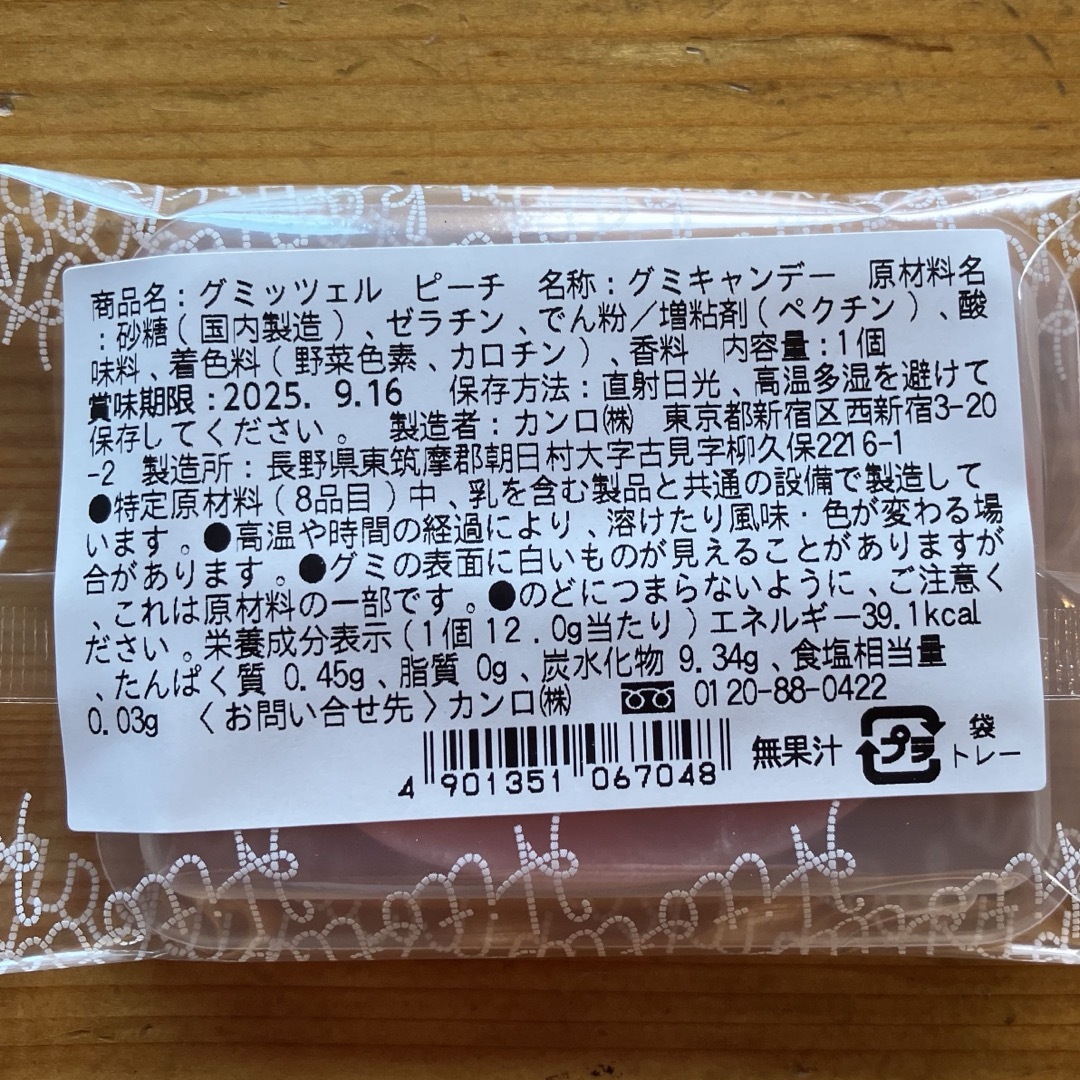 商品名：グミッツェル　ピーチ　名称：グミキャンデー　原材料名
：砂糖（国内製造）、ゼラチン、でん粉／増粘剤（ペクチン）、酸
味料、着色料（野菜色素、カロチン）、香料　内容量：1個
賞味期限：2025. 9.16　保存方法：直射日光、高温多湿を避けて
保存してください。　製造者：カンロ㈱　東京都新宿区西新宿3-20
-2　製造所：長野県東筑摩郡朝日村大字古見字柳久保2216-1
●特定原材料（8品目）中、乳を含む製品と共通の設備で製造して
います。●高温や時間の経過により、溶けたり風味・色が変わる場
合があります。●グミの表面に白いものが見えることがありますが
、これは原材料の一部です。●のどにつまらないように、ご注意く
ださい。栄養成分表示（1個 12.0g当たり）エネルギー39.1kcal
、たんぱく質 0.45g、脂質 0g、炭水化物 9.34g、食塩相当量
0.03g　〈お問い合せ先〉カンロ㈱　0120-88-0422
4 901351 067048　無果汁　プラ　袋
トレー